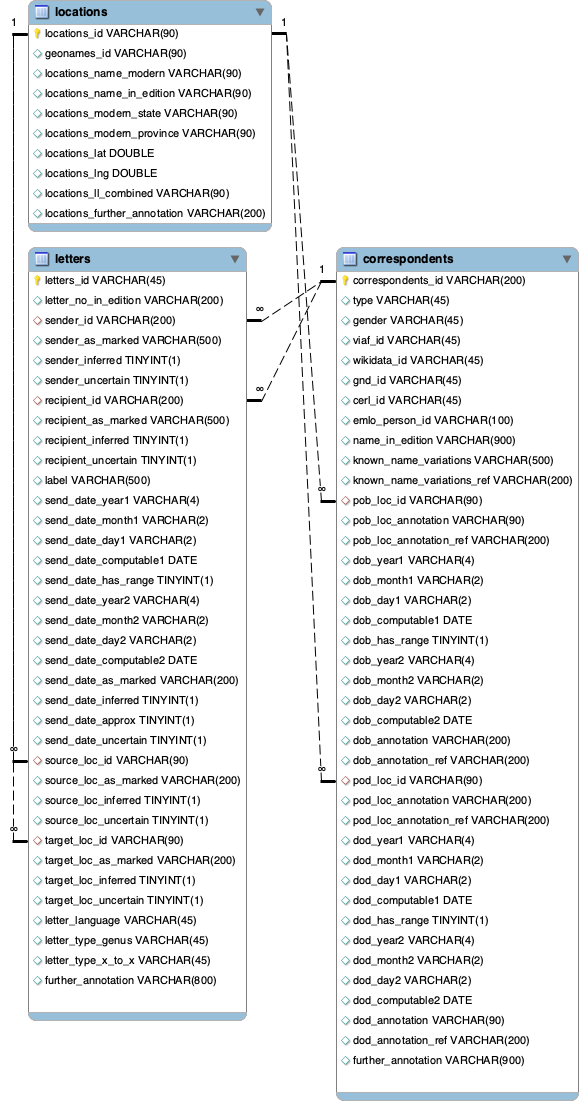 1
locations
1
locations_id VARCHAR(90)
geonames_id VARCHAR(90)
locations_name_modern VARCHAR(90)
locations_name_in_edition VARCHAR(90)
locations_modern_state VARCHAR(90)
locations_modern_province VARCHAR(90)
locations_lat DOUBLE
locations_lng DOUBLE
locations_ll_combined VARCHAR(90)
locations_further_annotation VARCHAR(200)
letters
letters_id VARCHAR(45)
letter_no_in_edition VARCHAR(200)
∞
sender_id VARCHAR(200)
sender_as_marked VARCHAR(500)
sender_inferred TINYINT(1)
sender_uncertain TINYINT(1)
∞
recipient_id VARCHAR(200)
recipient_as_marked VARCHAR(500)
recipient_inferred TINYINT(1)
recipient_uncertain TINYINT(1)
label VARCHAR(500)
send_date_year1 VARCHAR(4)
send_date_month1 VARCHAR(2)
send_date_day1 VARCHAR(2)
send_date_computable1 DATE
send_date_has_range TINYINT(1)
send_date_year2 VARCHAR(4)
send_date_month2 VARCHAR(2)
send_date_day2 VARCHAR(2)
send_date_computable2 DATE
send_date_as_marked VARCHAR(200)
send_date_inferred TINYINT(1)
send_date_approx TINYINT(1)
send_date_uncertain TINYINT(1)
∞
source_loc_id VARCHAR(90)
source_loc_as_marked VARCHAR(200)
source_loc_inferred TINYINT(1)
source_loc_uncertain TINYINT(1)
∞
target_loc_id VARCHAR(90)
target_loc_as_marked VARCHAR(200)
target_loc_inferred TINYINT(1)
target_loc_uncertain TINYINT(1)
letter_language VARCHAR(45)
letter_type_genus VARCHAR(45)
letter_type_x_to_x VARCHAR(45)
further_annotation VARCHAR(800)
correspondents
1
correspondents_id VARCHAR(200)
type VARCHAR(45)
gender VARCHAR(45)
viaf_id VARCHAR(45)
wikidata_id VARCHAR(45)
gnd_id VARCHAR(45)
cerl_id VARCHAR(45)
emlo_person_id VARCHAR(100)
name_in_edition VARCHAR(900)
known_name_variations VARCHAR(500)
known_name_variations_ref VARCHAR(200)
∞
pob_loc_id VARCHAR(90)
pob_loc_annotation VARCHAR(90)
pob_loc_annotation_ref VARCHAR(200)
dob_year1 VARCHAR(4)
dob_month1 VARCHAR(2)
dob_day1 VARCHAR(2)
dob_computable1 DATE
dob_has_range TINYINT(1)
dob_year2 VARCHAR(4)
dob_month2 VARCHAR(2)
dob_day2 VARCHAR(2)
dob_computable2 DATE
dob_annotation VARCHAR(200)
dob_annotation_ref VARCHAR(200)
∞
pod_loc_id VARCHAR(90)
pod_loc_annotation VARCHAR(200)
pod_loc_annotation_ref VARCHAR(200)
dod_year1 VARCHAR(4)
dod_month1 VARCHAR(2)
dod_day1 VARCHAR(2)
dod_computable1 DATE
dod_has_range TINYINT(1)
dod_year2 VARCHAR(4)
dod_month2 VARCHAR(2)
dod_day2 VARCHAR(2)
dod_computable2 DATE
dod_annotation VARCHAR(90)
dod_annotation_ref VARCHAR(200)
further_annotation VARCHAR(900)